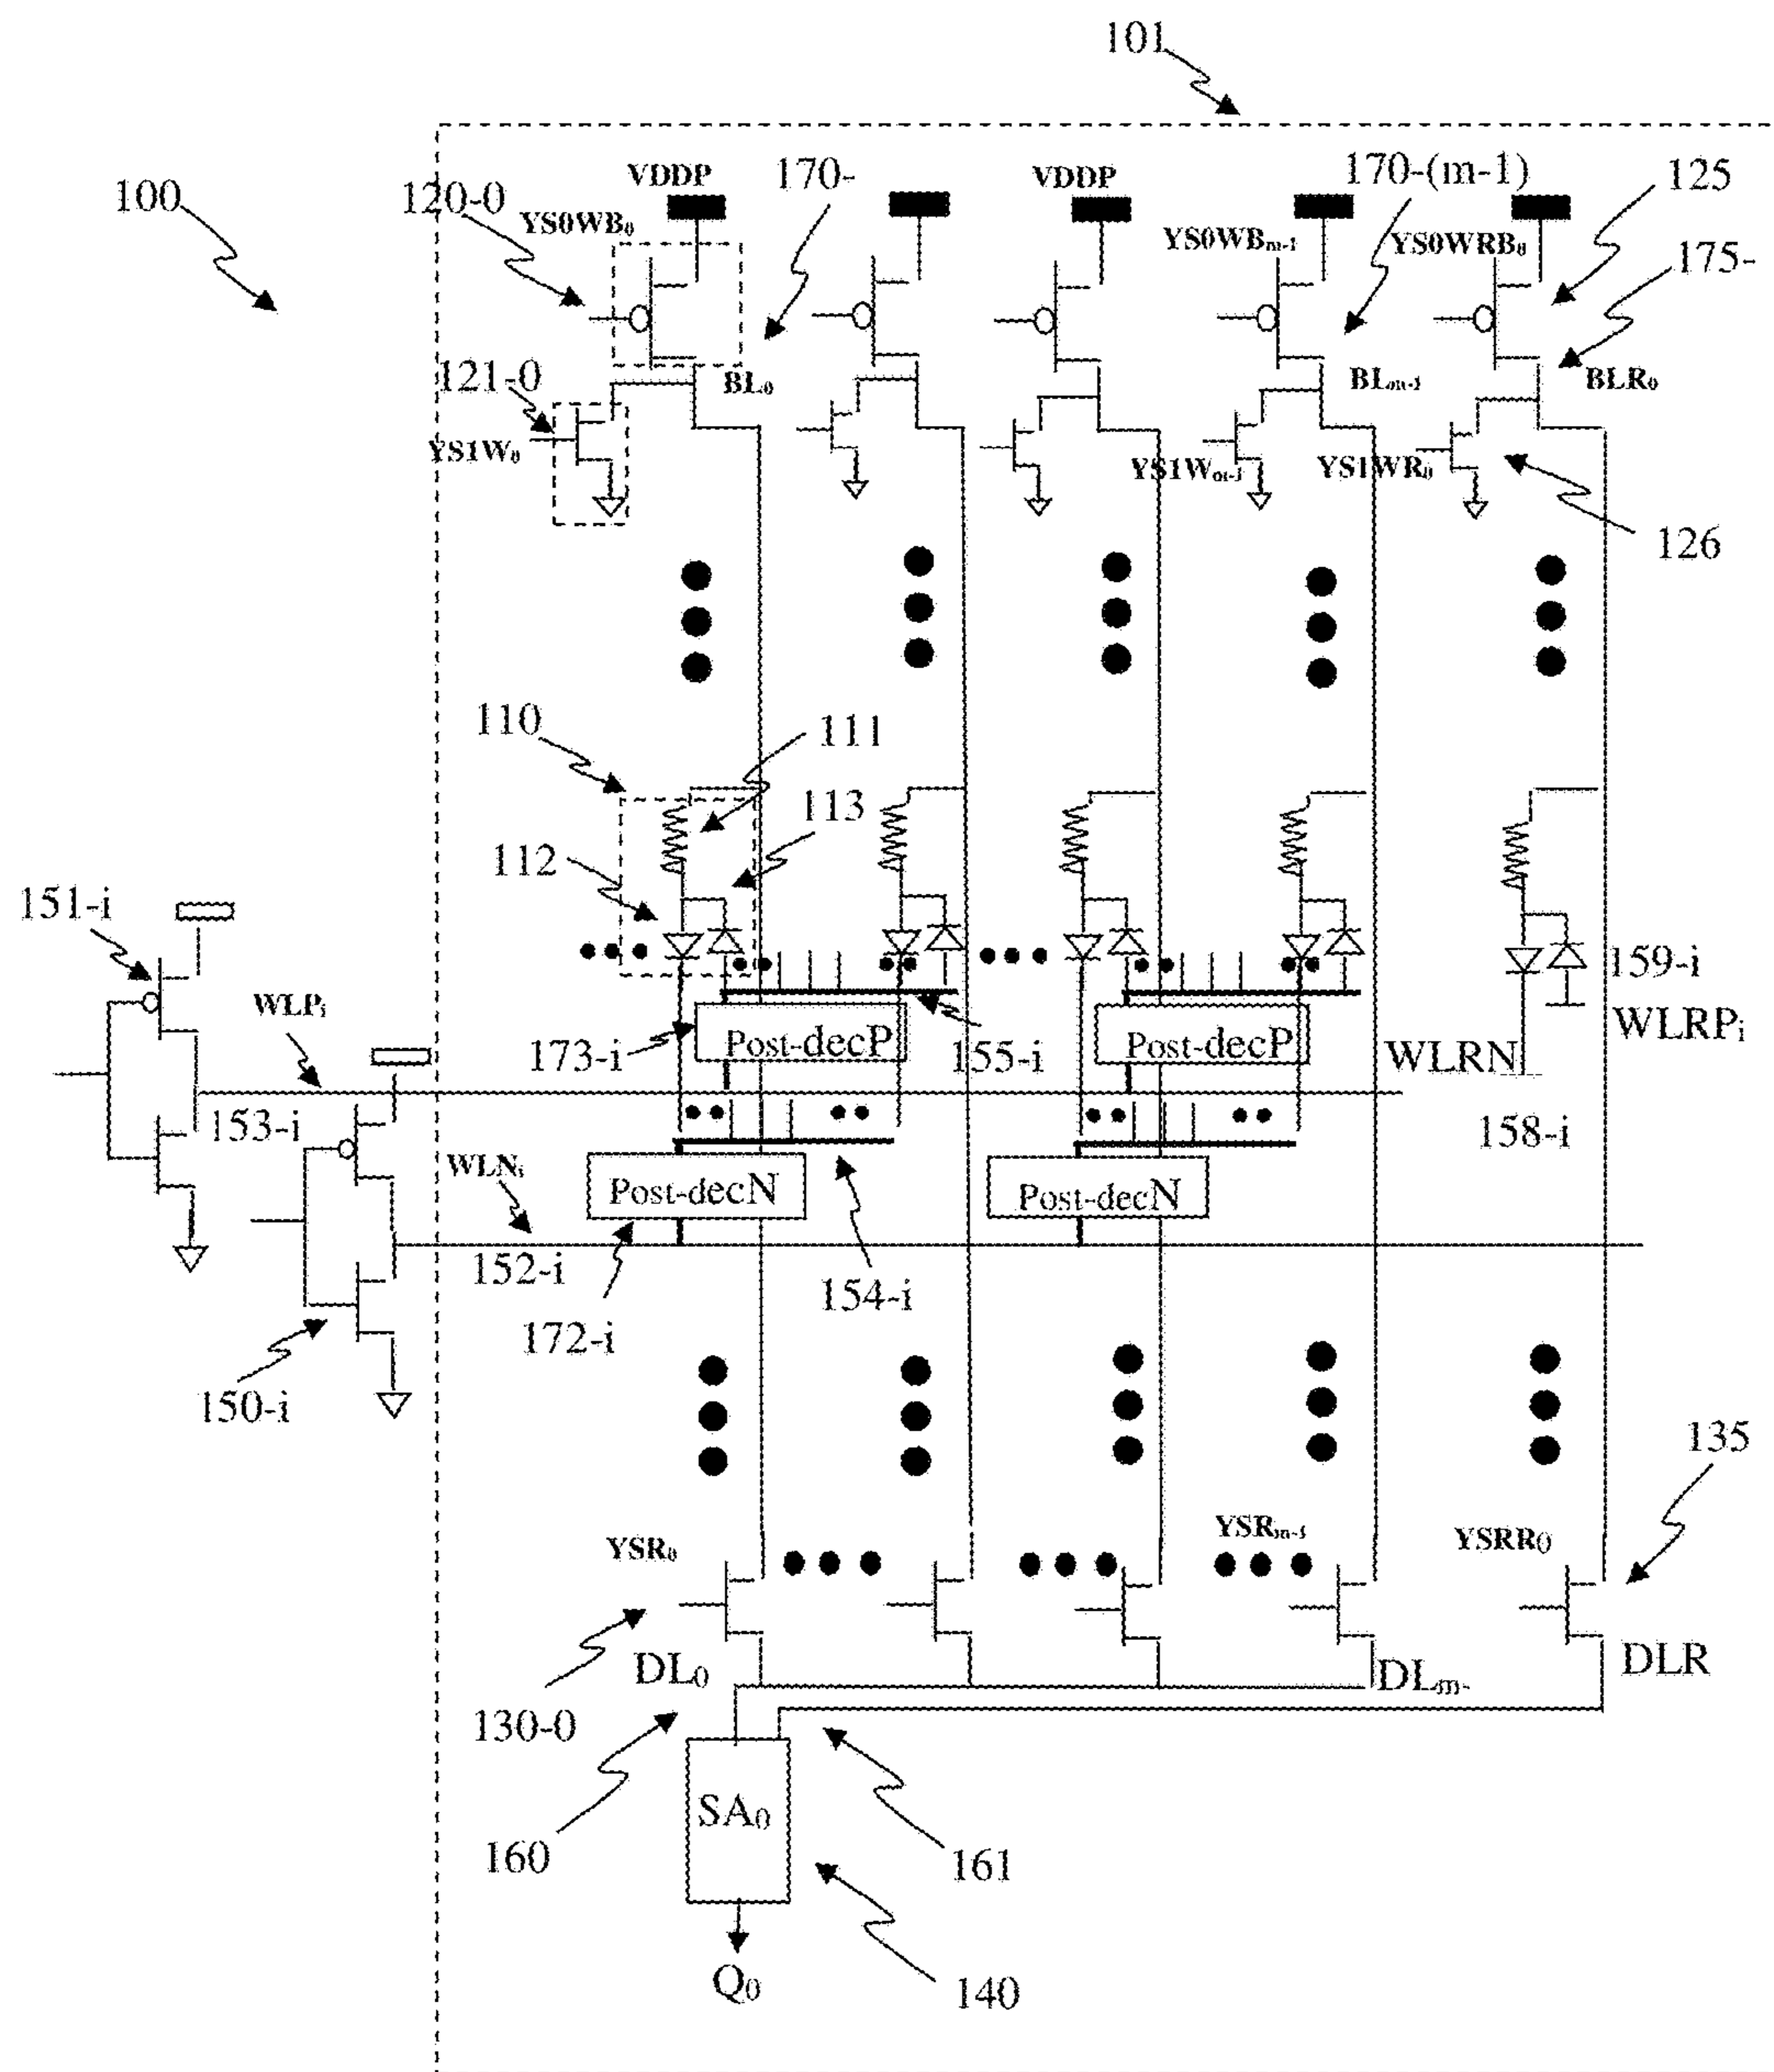 101
100
120-0
VDDP
170-
VDDP
170-(m-1)
125
YS0WB0
YS0WBm-1
YS0WRB0
175-
121-0
BL0
BLm-1
BLR0
YS1W0
YS1Wm-1
YS1WR0
126
110
111
113
112
151-i
159-i
WLPi
173-i
Post-decP
155-i
Post-decP
WLRN
WLRPi
153-i
158-i
WLNi
Post-decN
Post-decN
152-i
172-i
154-i
150-i
135
YSR0
YSRm-1
YSRR0
DL0
DLm-
DLR
130-0
SA0
160
161
Q0
140